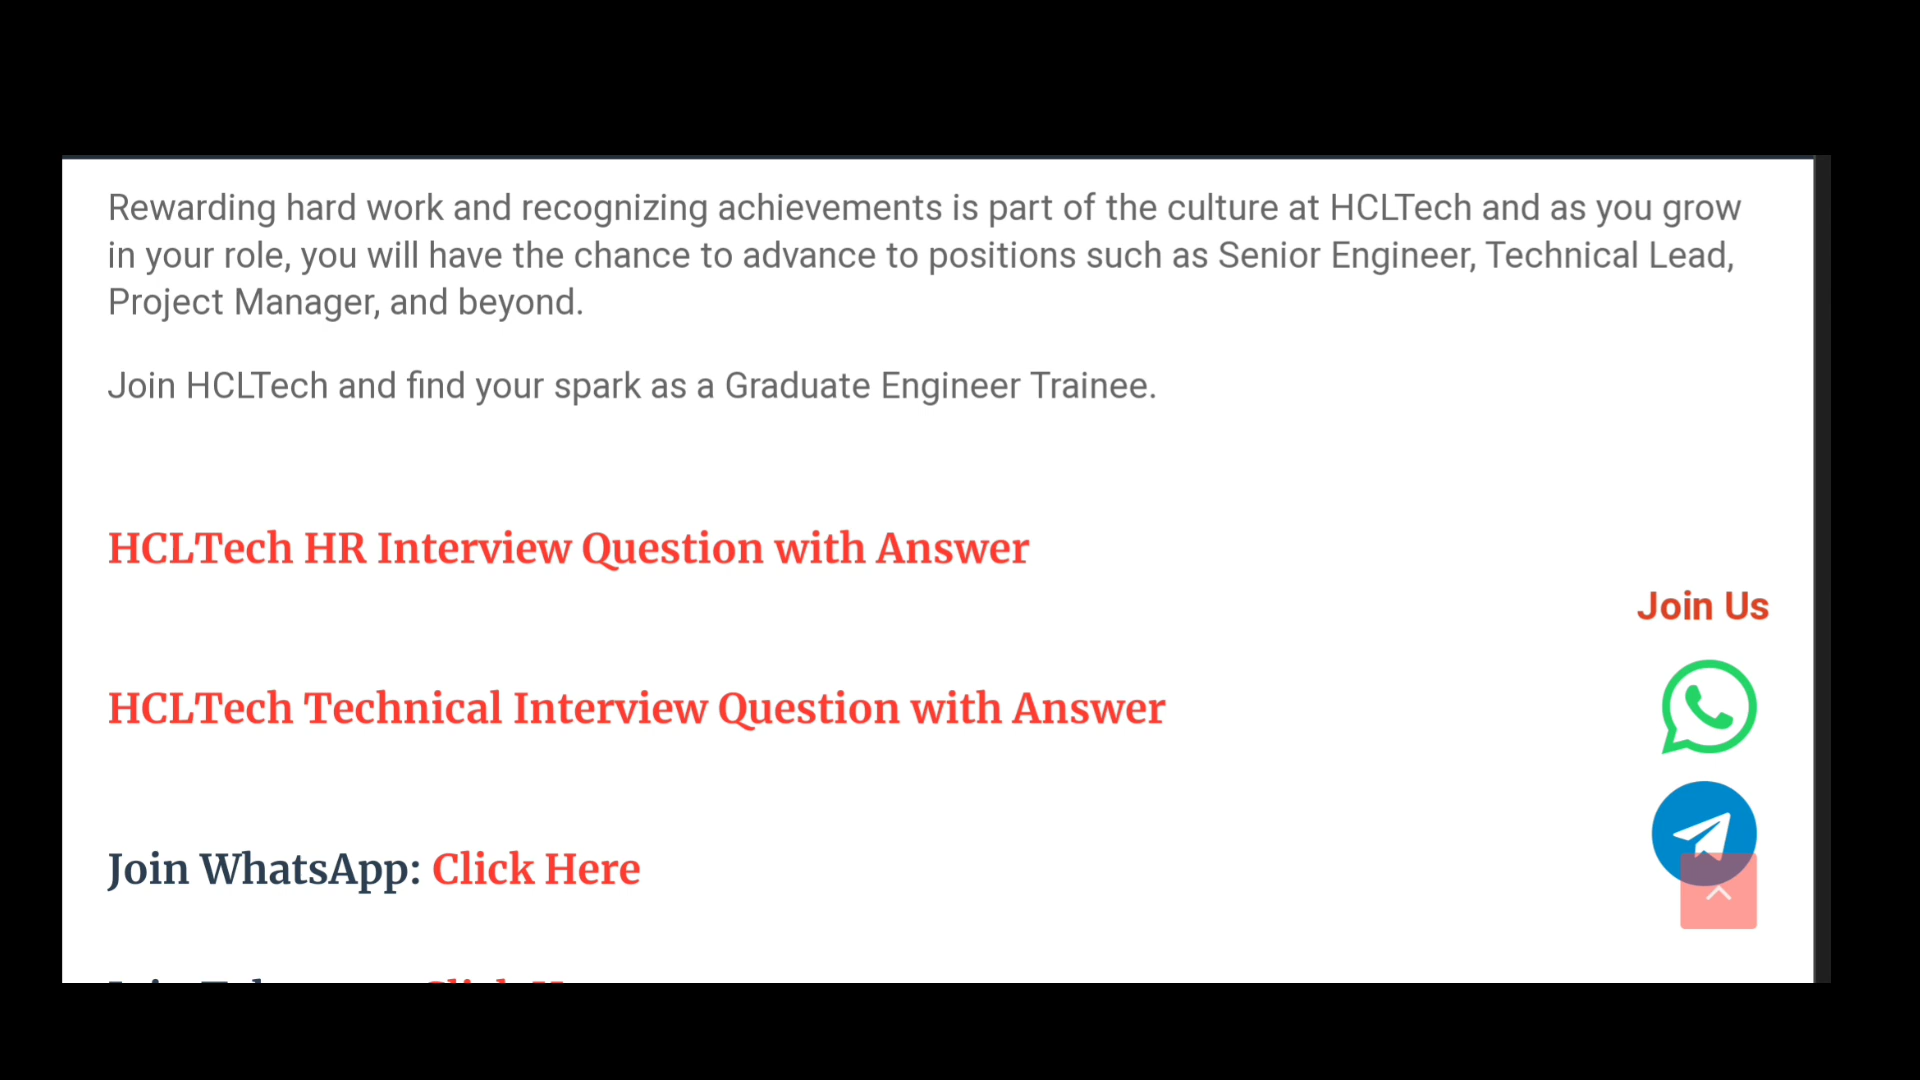 Rewarding hard work and recognizing achievements is part of the culture at HCLTech and as you grow
in your role, you will have the chance to advance to positions such as Senior Engineer, Technical Lead,
Project Manager, and beyond.
Join HCLTech and find your spark as a Graduate Engineer Trainee.
HCLTech HR Interview Question with Answer
Join Us
HCLTech Technical Interview Question with Answer
Join WhatsApp: Click Here